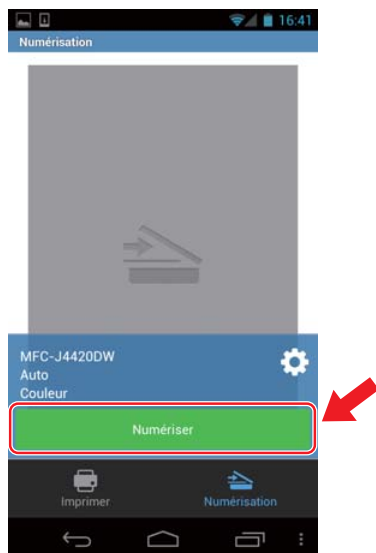 16:41
Numérisation
MFC-J4420DW
Auto
Couleur
Numériser
Imprimer Numérisation